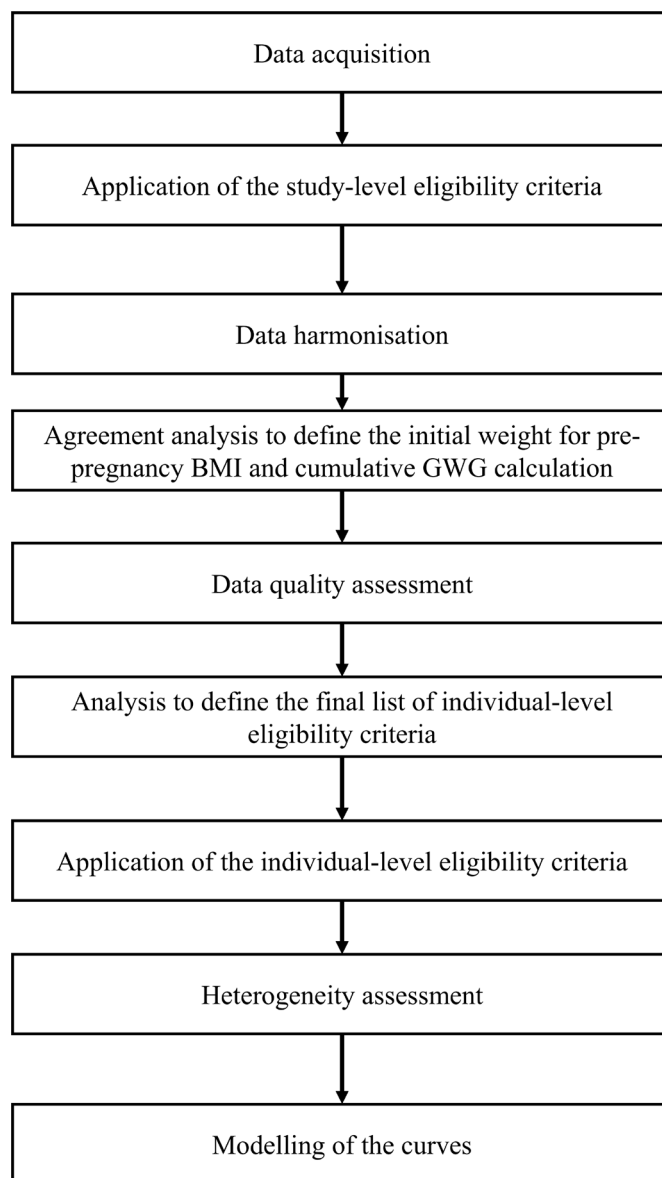 Data acquisition
Application of the study-level eligibility criteria
Data harmonisation
Agreement analysis to define the initial weight for pre-
pregnancy BMI and cumulative GWG calculation
Data quality assessment
Analysis to define the final list of individual-level
eligibility criteria
Application of the individual-level eligibility criteria
Heterogeneity assessment
Modelling of the curves